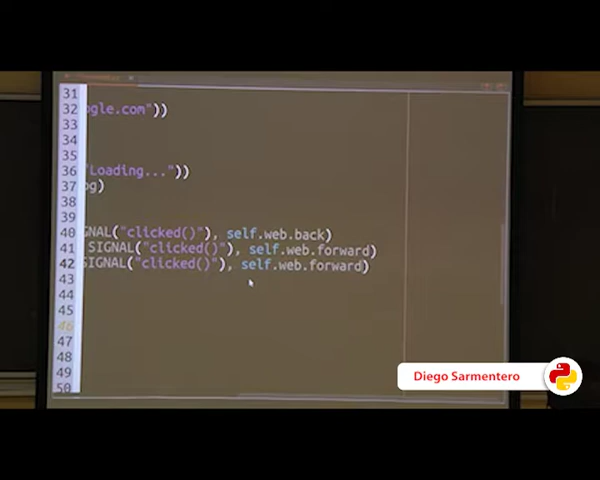 31
32 ogle.com"))
33
34
35
36 "Loading..."))
37 og)
38
39
40 GNAL("clicked()"), self.web.back)
41 SIGNAL("clicked()"), self.web.forward)
42 SIGNAL("clicked()"), self.web.forward)
43
44
45
46
47
48
49
50
Diego Sarmentero